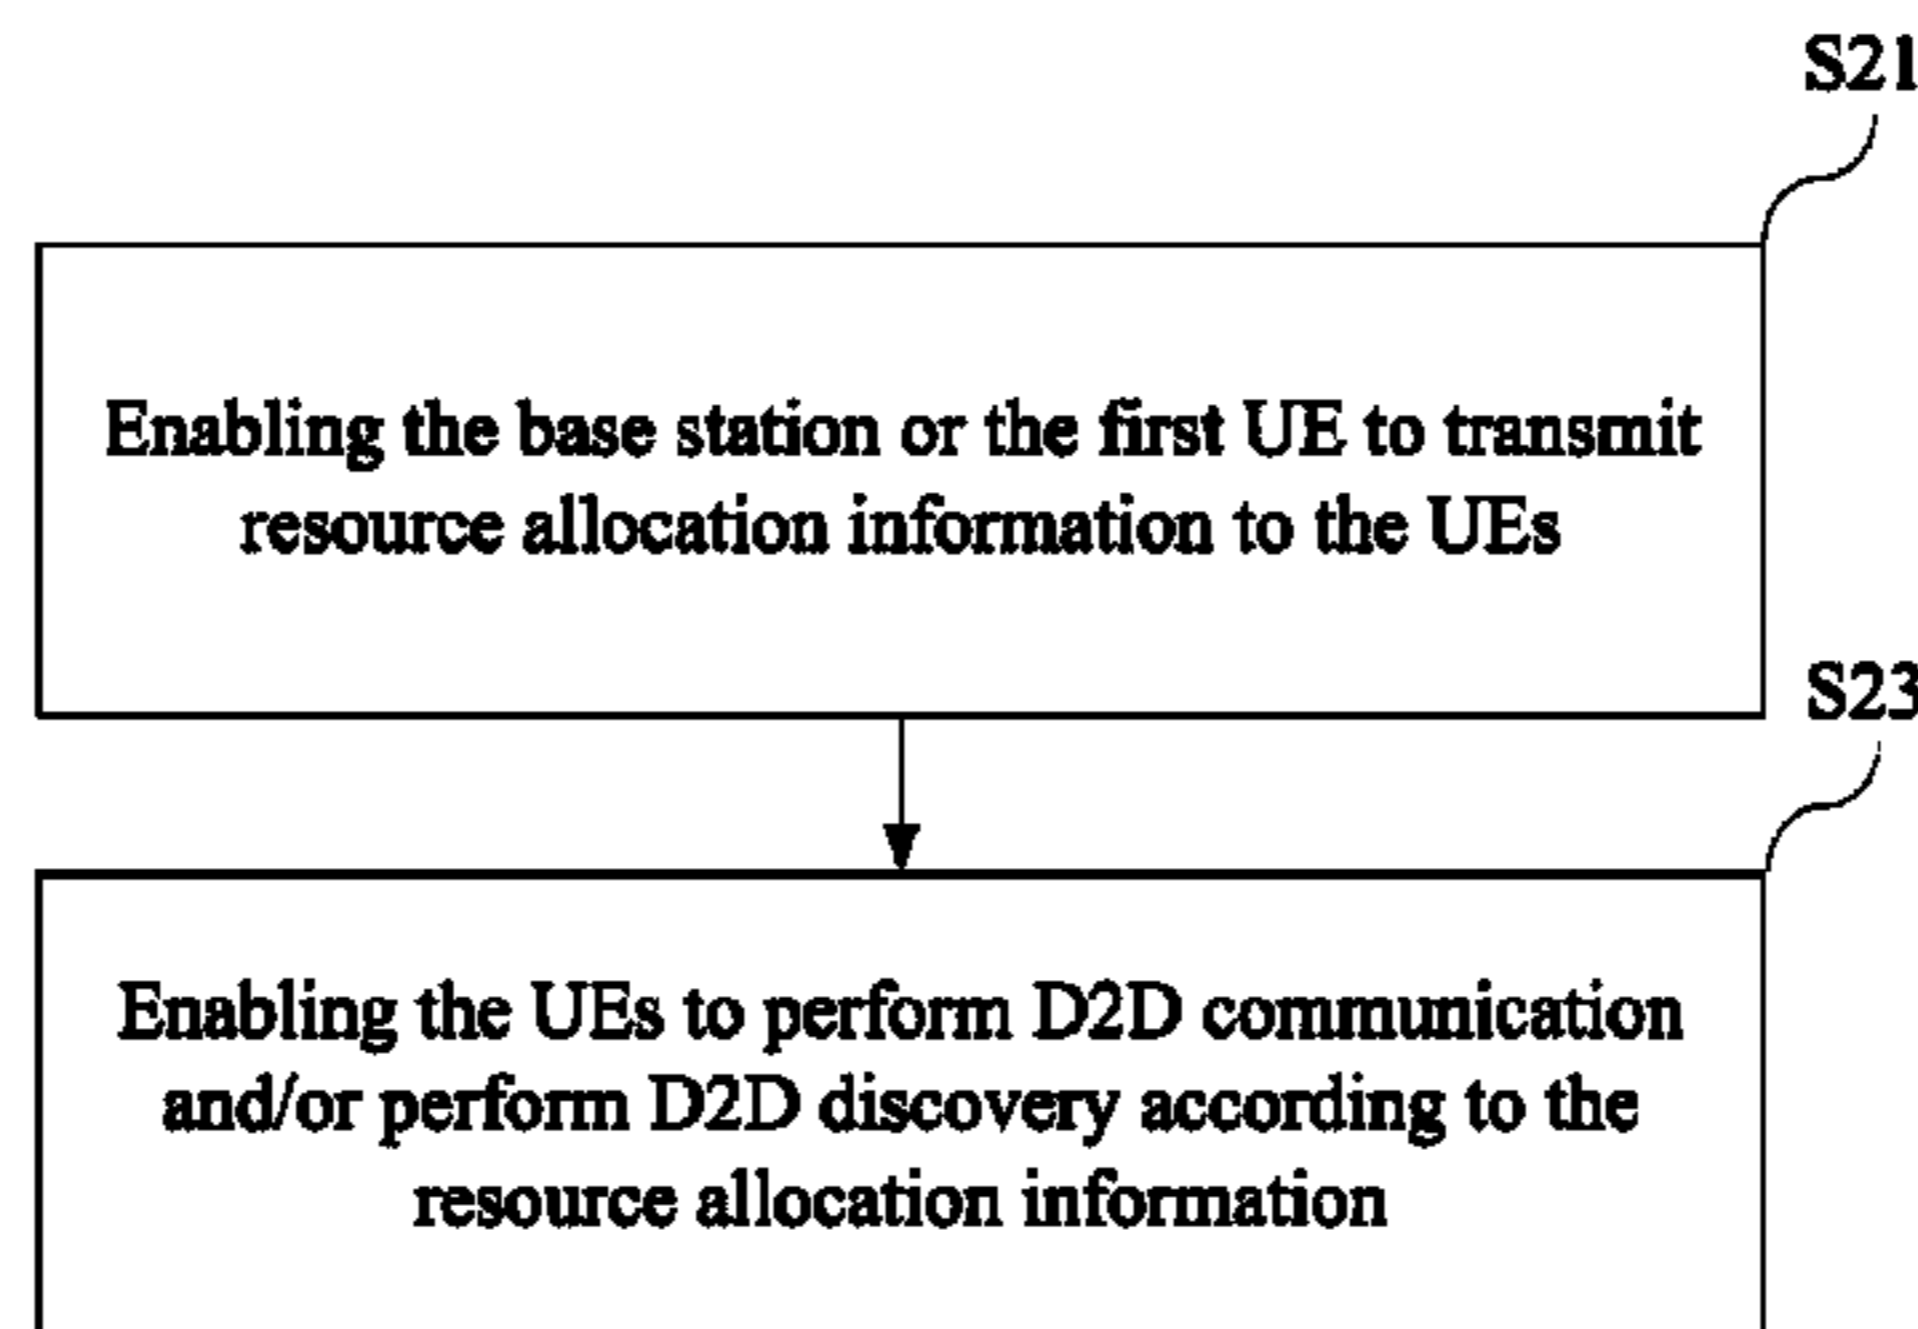 S21
Enabling the base station or the first UE to transmit
resource allocation information to the UEs
S23
Enabling the UEs to perform D2D communication
and/or perform D2D discovery according to the
resource allocation information